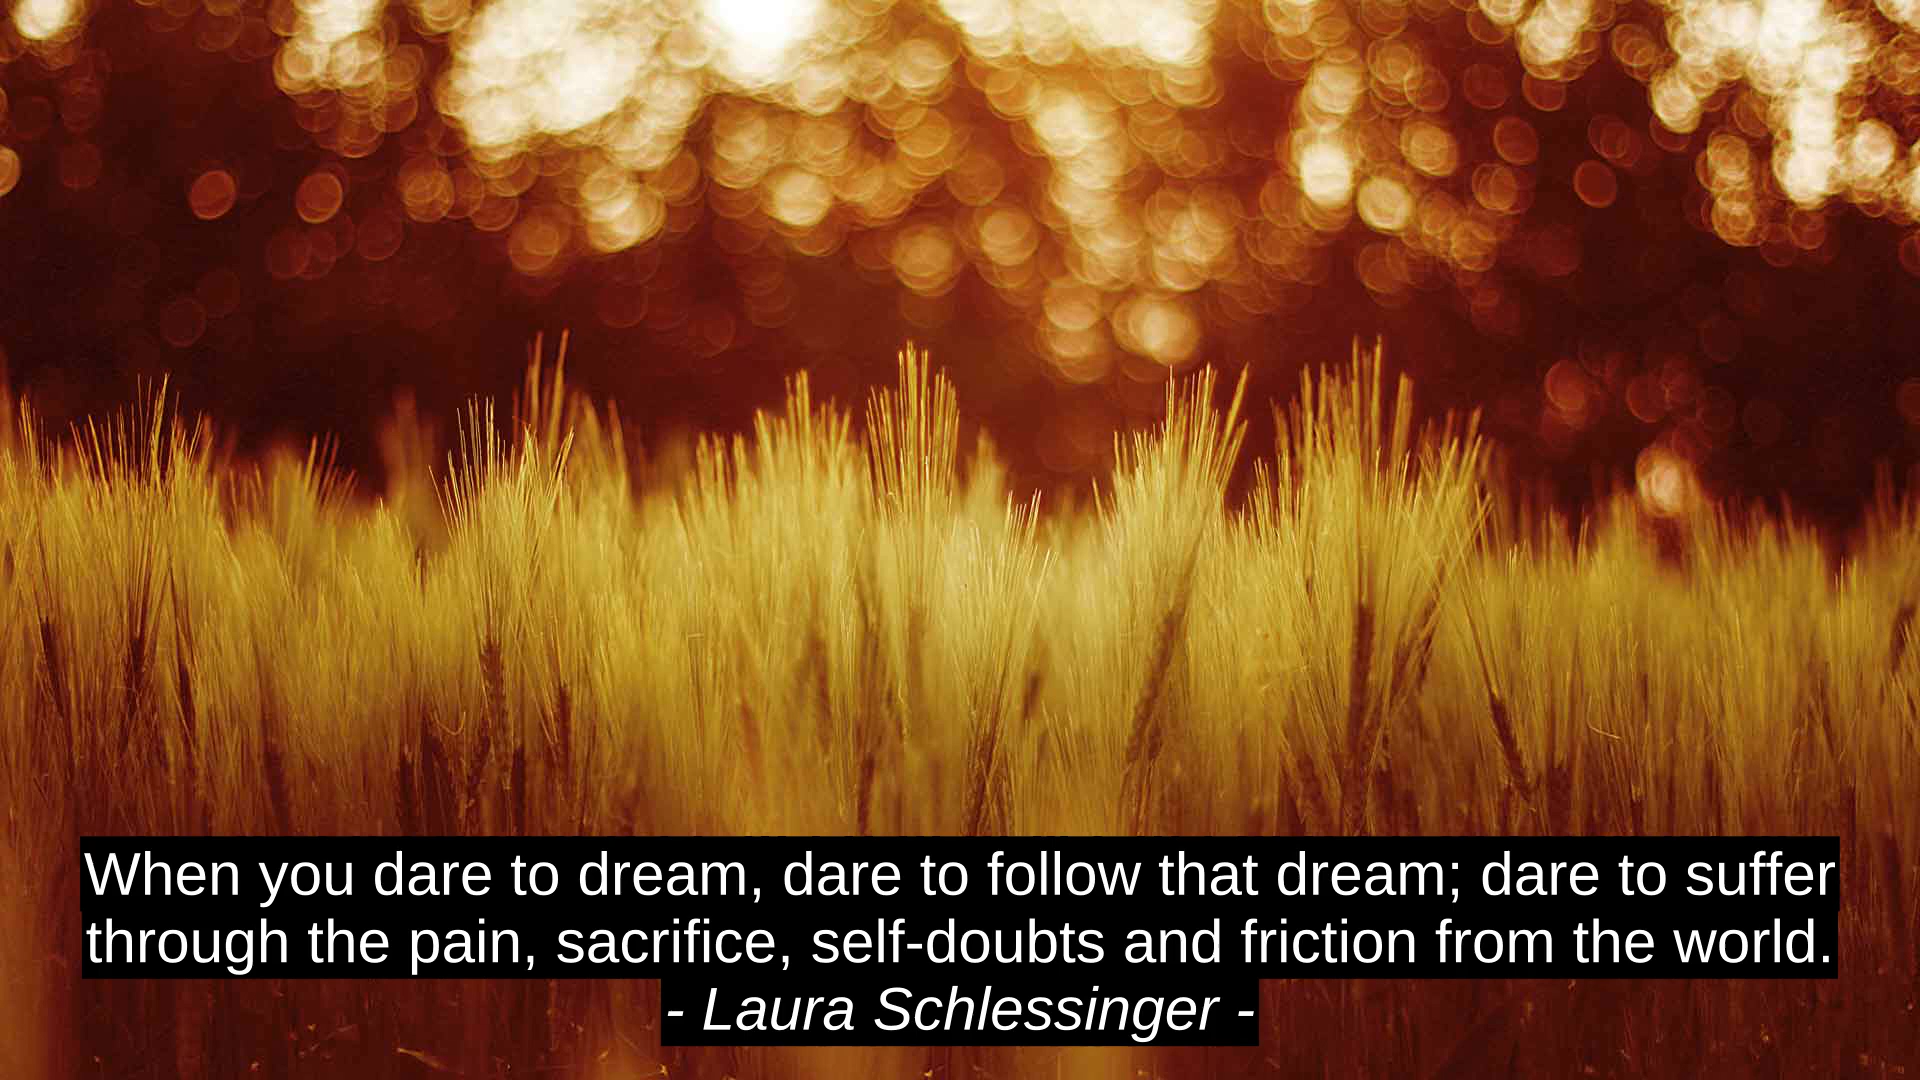 When you dare to dream, dare to follow that dream; dare to suffer
through the pain, sacrifice, self-doubts and friction from the world.
- Laura Schlessinger -